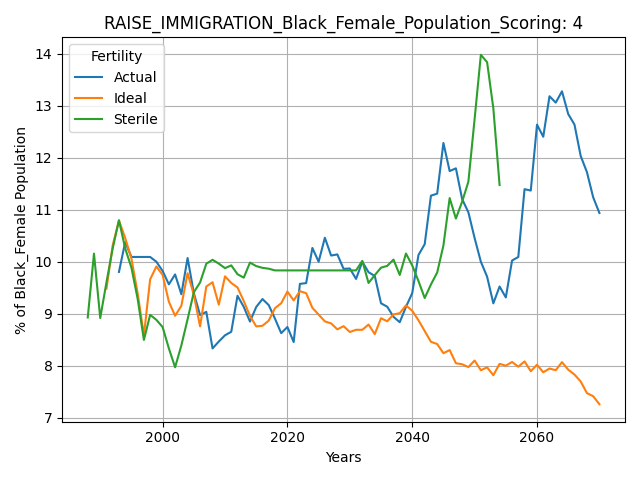 RAISE_IMMIGRATION_Black_Female_Population_Scoring: 4
Fertility
Actual
Ideal
Sterile
% of Black_Female Population
14
13
12
11
10
9
8
7
2000 2020 2040 2060
Years